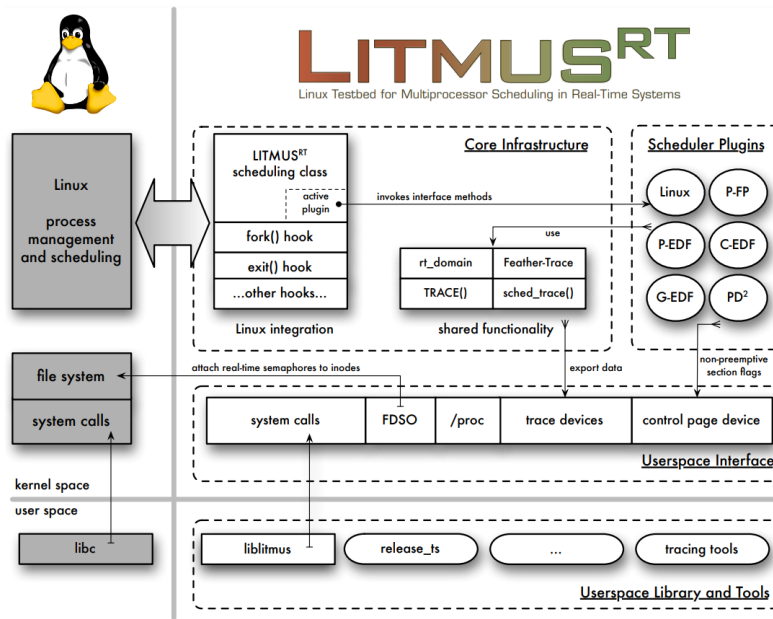 LITMUSRT
Linux Testbed for Multiprocessor Scheduling in Real-Time Systems
Linux
process
management
and scheduling
LITMUSRT
scheduling class
active
plugin
fork() hook
exit() hook
...other hooks...
Linux integration
Core Infrastructure
invokes interface methods
use
rt_domain
Feather-Trace
TRACE()
sched_trace()
shared functionality
Scheduler Plugins
Linux
P-FP
P-EDF
C-EDF
G-EDF
PD²
file system
system calls
attach real-time semaphores to inodes
export data
non-preemptive
section flags
system calls
FDSO
/proc
trace devices
control page device
Userspace Interface
kernel space
user space
libc
liblitmus
release_ts
...
tracing tools
Userspace Library and Tools